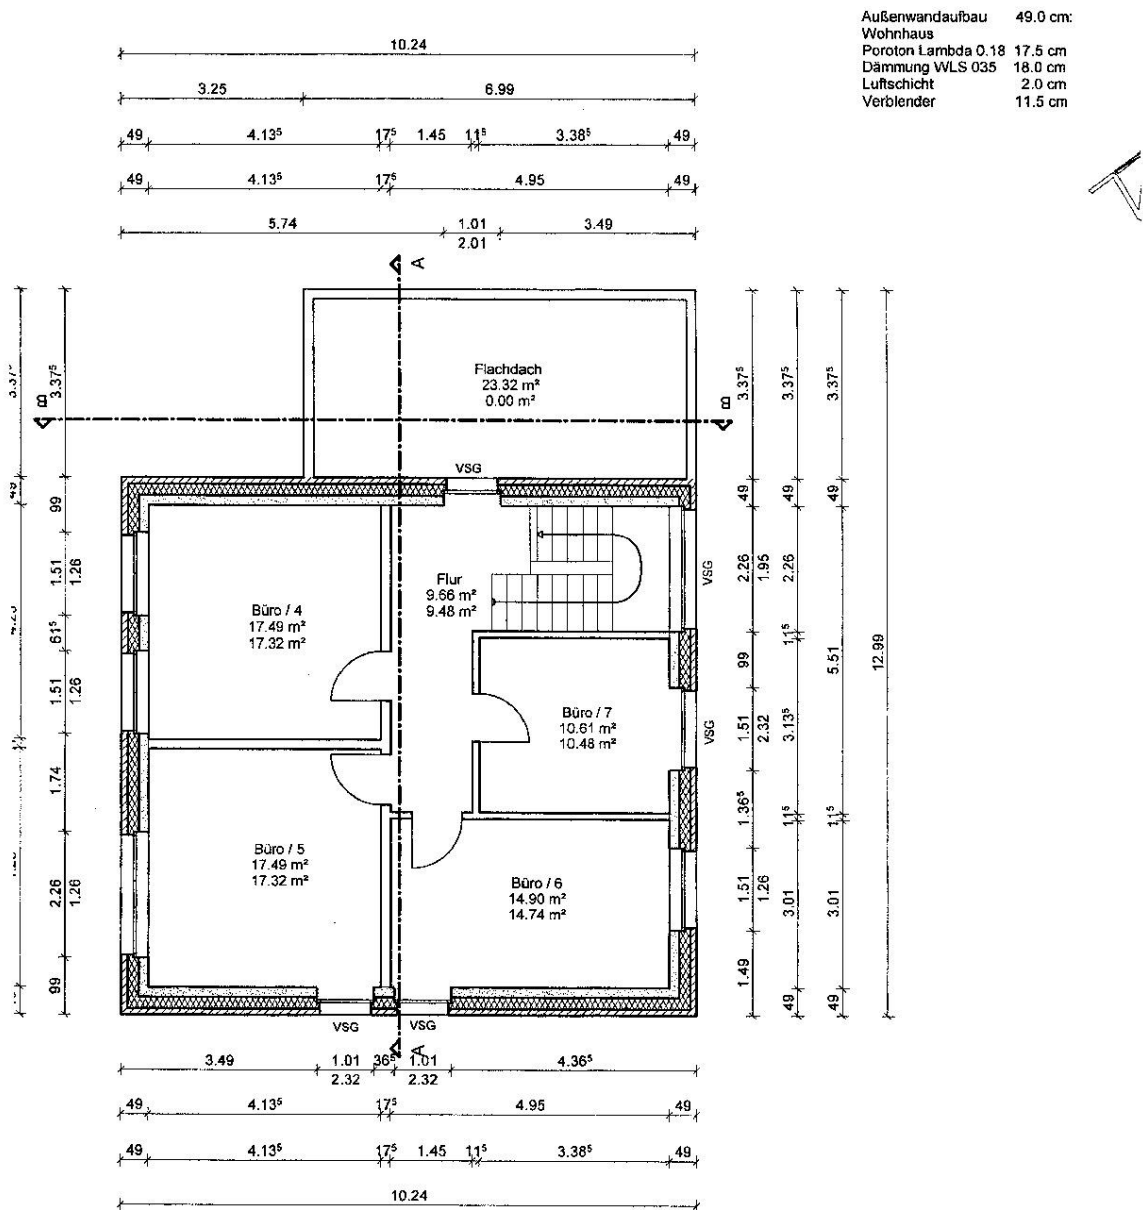 Außenwandaufbau 49.0 cm:
Wohnhaus
Poroton Lambda 0.18 17.5 cm
Dämmung WLS 035 18.0 cm
Luftschicht 2.0 cm
Verblender 11.5 cm
10.24
3.25 6.99
49 4.13⁵ 17⁵ 1.45 11⁵ 3.38⁵ 49
49 4.13⁵ 17⁵ 4.95 49
5.74 1.01 3.49
2.01
A
Flachdach
23.32 m²
0.00 m²
3.37⁵ 3.37⁵ 3.37⁵ 3.37⁵ 3.37⁵
B B
VSG
49 99 49 49 49
1.51 1.26
61⁵
1.51 1.26
1.74
2.26 1.26
99
Büro / 4
17.49 m²
17.32 m²
Flur
9.66 m²
9.48 m²
VSG
Büro / 7
10.61 m²
10.48 m²
VSG
Büro / 5
17.49 m²
17.32 m²
Büro / 6
14.90 m²
14.74 m²
2.26 1.95 2.26
99 11⁵ 5.51 12.99
1.51 2.32 3.13⁵
1.36⁵ 11⁵ 11⁵
1.51 1.26 3.01 3.01
1.49 49 49
VSG VSG
A
3.49 1.01 36⁵ 1.01 4.36⁵
2.32 2.32
49 4.13⁵ 17⁵ 4.95 49
49 4.13⁵ 17⁵ 1.45 11⁵ 3.38⁵ 49
10.24